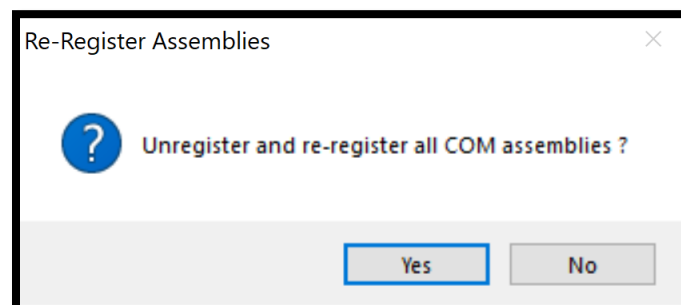 Re-Register Assemblies
?
Unregister and re-register all COM assemblies ?
Yes
No